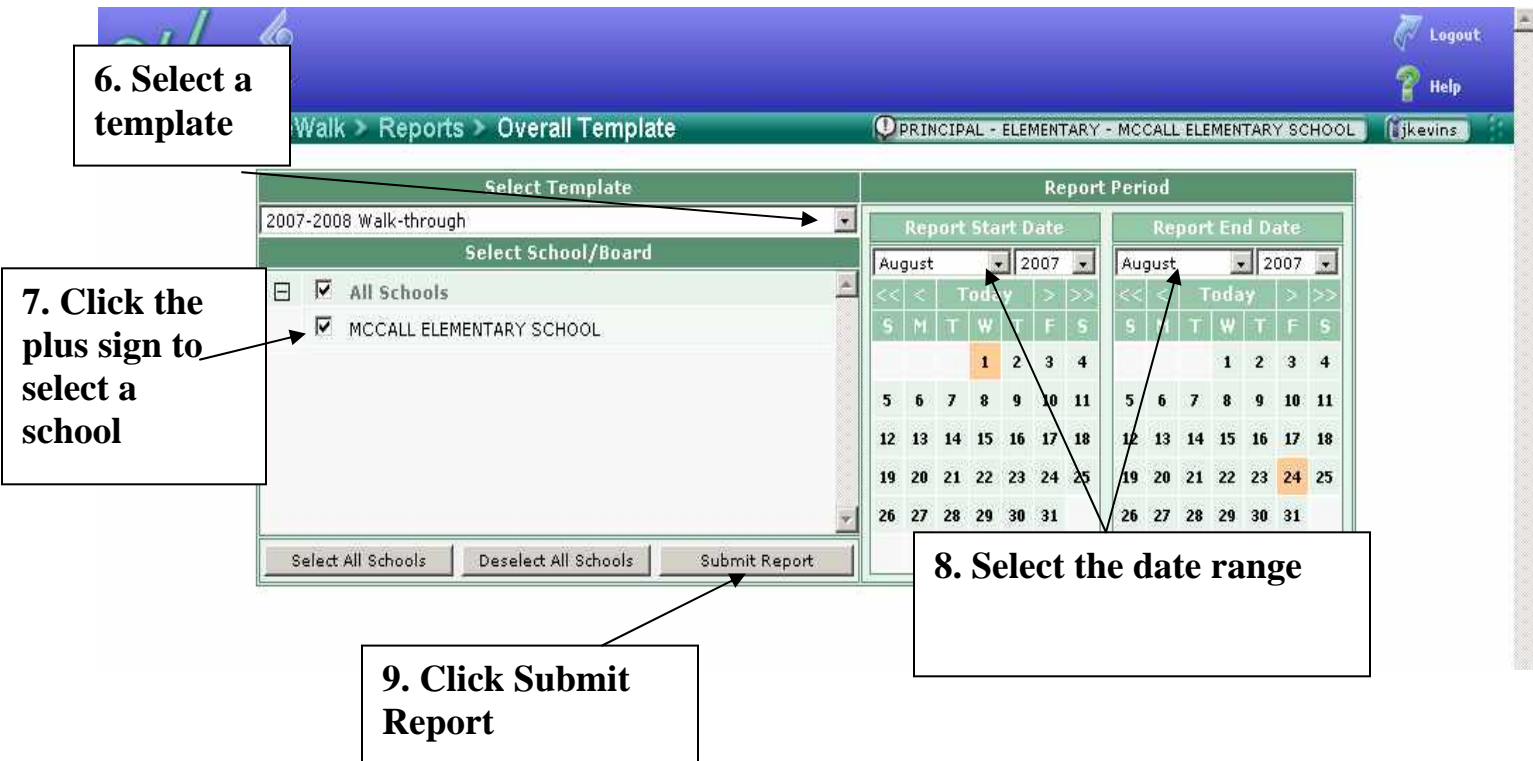 Logout
6. Select a
template
Help
Walk > Reports > Overall Template
PRINCIPAL - ELEMENTARY - MCCALL ELEMENTARY SCHOOL
jkevins
Select Template
Report Period
2007-2008 Walk-through
Report Start Date
Report End Date
Select School/Board
August 2007
August 2007
7. Click the
plus sign to
select a
school
All Schools
MCCALL ELEMENTARY SCHOOL
<< < Today > >>
<< < Today > >>
S M T W T F S
S M T W T F S
1 2 3 4
1 2 3 4
5 6 7 8 9 10 11
5 6 7 8 9 10 11
12 13 14 15 16 17 18
12 13 14 15 16 17 18
19 20 21 22 23 24 25
19 20 21 22 23 24 25
26 27 28 29 30 31
26 27 28 29 30 31
Select All Schools
Deselect All Schools
Submit Report
8. Select the date range
9. Click Submit
Report